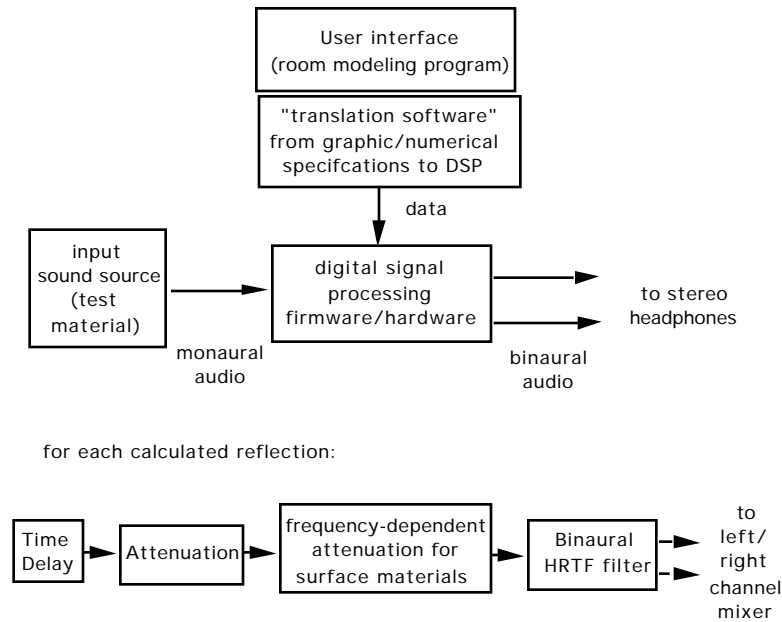 User interface
(room modeling program)
"translation software"
from graphic/numerical
specifcations to DSP
data
input
sound source
(test
material)
monaural
audio
digital signal
processing
firmware/hardware
binaural
audio
to stereo
headphones
for each calculated reflection:
Time
Delay
Attenuation
frequency-dependent
attenuation for
surface materials
Binaural
HRTF filter
to
left/
right
channel
mixer